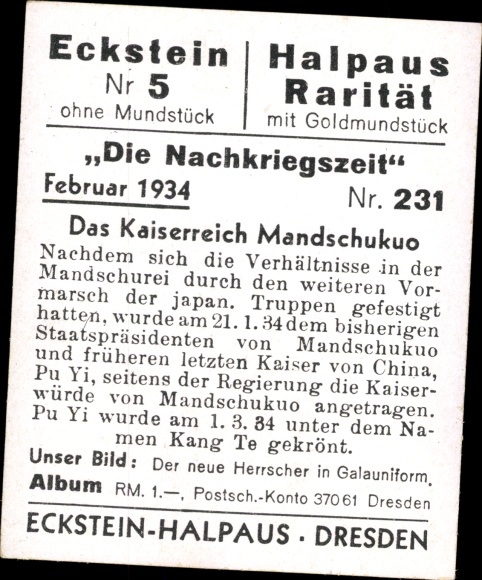 Eckstein
Nr 5
ohne Mundstück
Halpaus
Rarität
mit Goldmundstück
„Die Nachkriegszeit“
Februar 1934 Nr. 231
Das Kaiserreich Mandschukuo
Nachdem sich die Verhältnisse in der
Mandschurei durch den weiteren Vor-
marsch der japan. Truppen gefestigt
hatten, wurde am 21. 1. 34 dem bisherigen
Staatspräsidenten von Mandschukuo
und früheren letzten Kaiser von China,
Pu Yi, seitens der Regierung die Kaiser-
würde von Mandschukuo angetragen.
Pu Yi wurde am 1. 3. 34 unter dem Na-
men Kang Te gekrönt.
Unser Bild: Der neue Herrscher in Galauniform.
Album RM. 1.—, Postsch.-Konto 37061 Dresden
ECKSTEIN-HALPAUS · DRESDEN